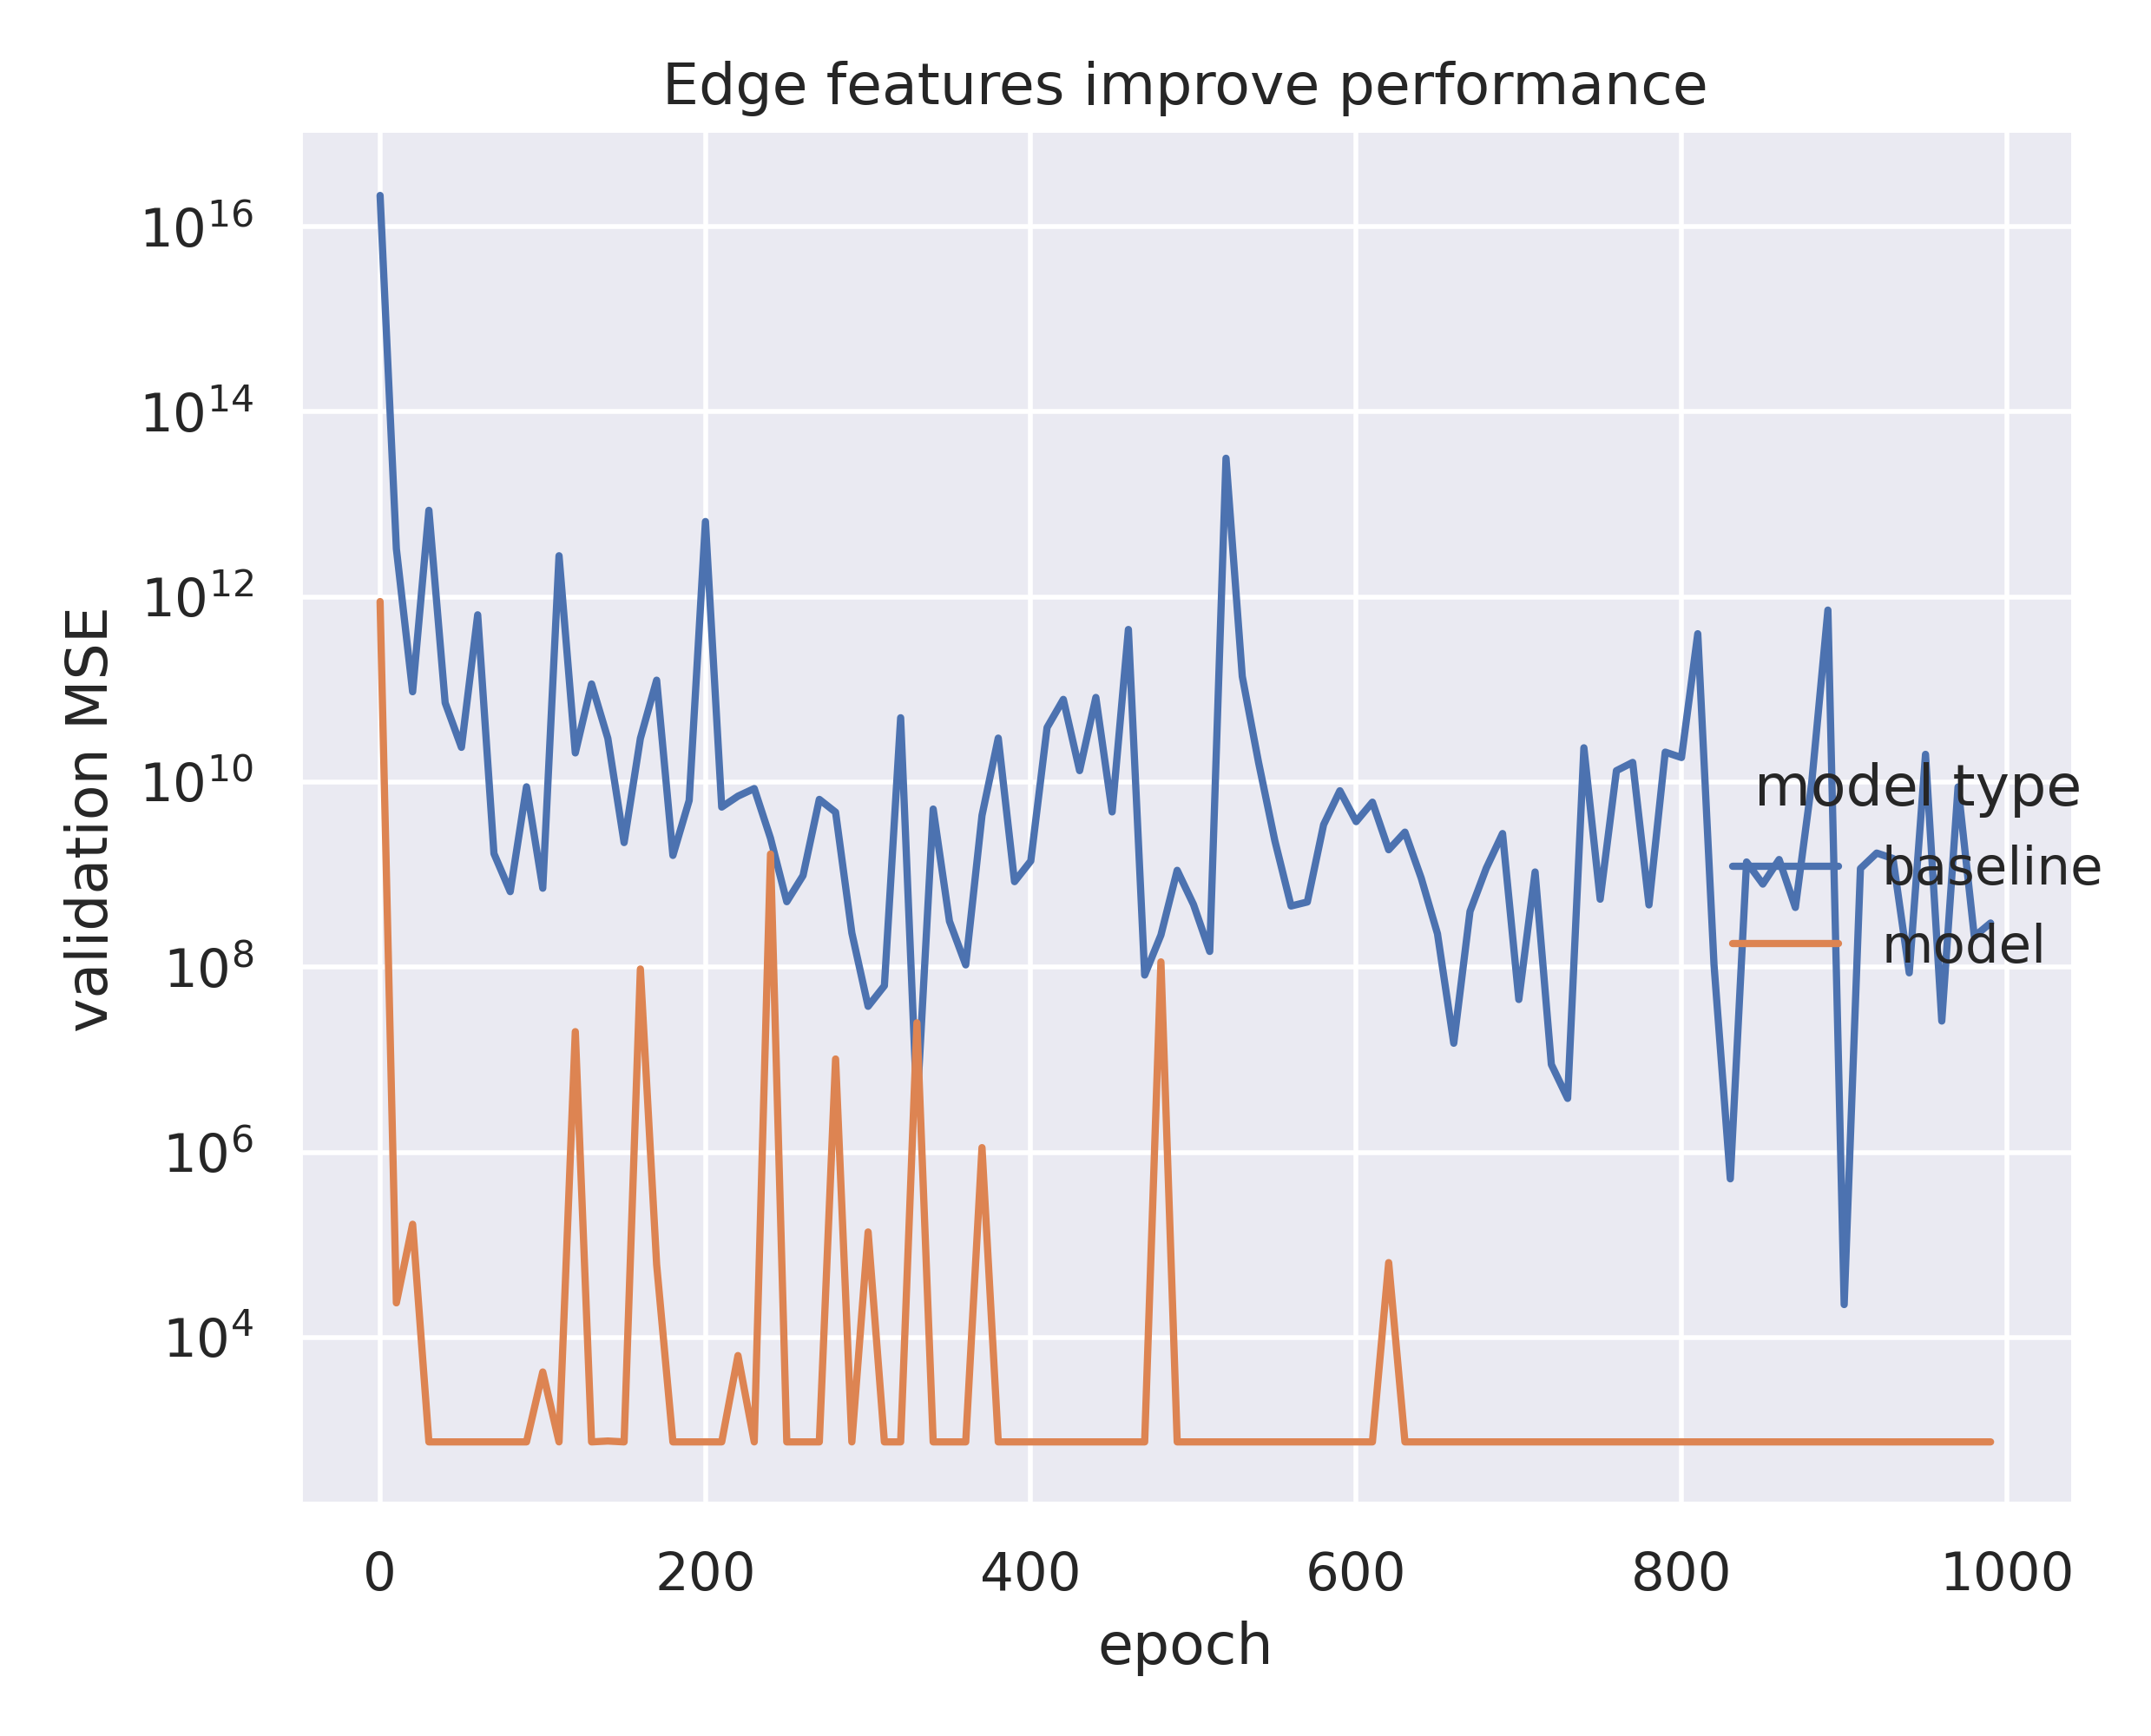 Edge features improve performance
validation MSE
10^16
10^14
10^12
10^10
10^8
10^6
10^4
model type
baseline
model
0 200 400 600 800 1000
epoch